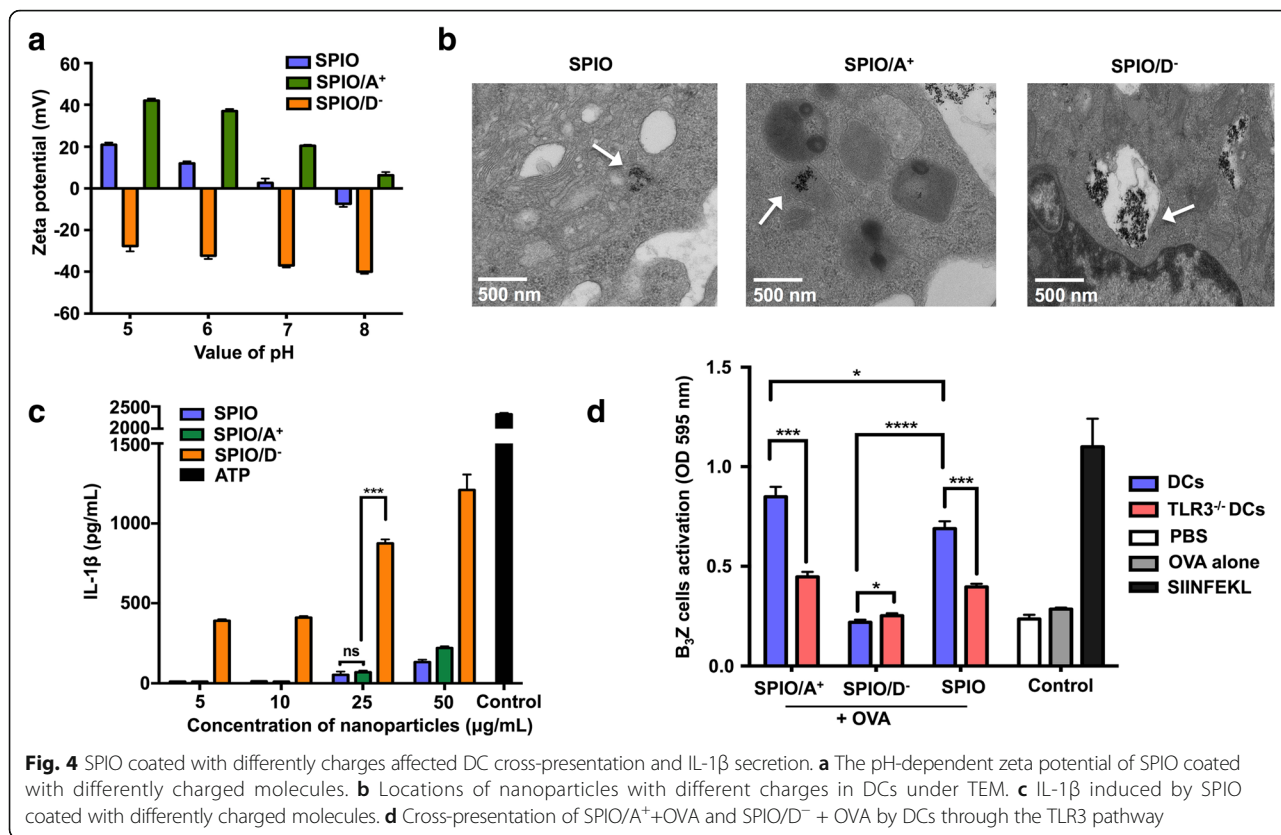 a
60
40
20
0
-20
-40
-60
Zeta potential (mV)
SPIO
SPIO/A⁺
SPIO/D⁻
5 6 7 8
Value of pH
b
SPIO SPIO/A⁺ SPIO/D⁻
500 nm 500 nm 500 nm
c
2500
2000
1500
1000
500
0
IL-1β (pg/mL)
SPIO
SPIO/A⁺
SPIO/D⁻
ATP
ns
***
5 10 25 50 Control
Concentration of nanoparticles (µg/mL)
d
1.5
1.0
0.5
0.0
B₃Z cells activation (OD 595 nm)
*
***
****
***
*
DCs
TLR3⁻/⁻ DCs
PBS
OVA alone
SIINFEKL
SPIO/A⁺ SPIO/D⁻ SPIO Control
+ OVA
Fig. 4 SPIO coated with differently charges affected DC cross-presentation and IL-1β secretion. a The pH-dependent zeta potential of SPIO coated
with differently charged molecules. b Locations of nanoparticles with different charges in DCs under TEM. c IL-1β induced by SPIO
coated with differently charged molecules. d Cross-presentation of SPIO/A⁺+OVA and SPIO/D⁻ + OVA by DCs through the TLR3 pathway